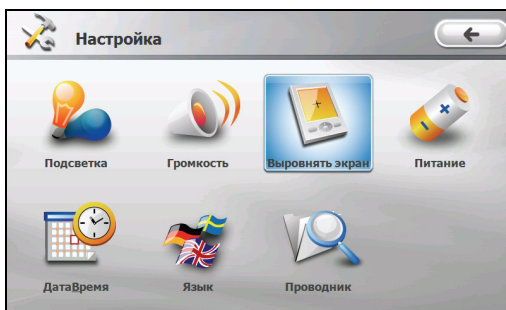 Настройка
Подсветка
Громкость
Выровнять экран
Питание
ДатаВремя
Язык
Проводник